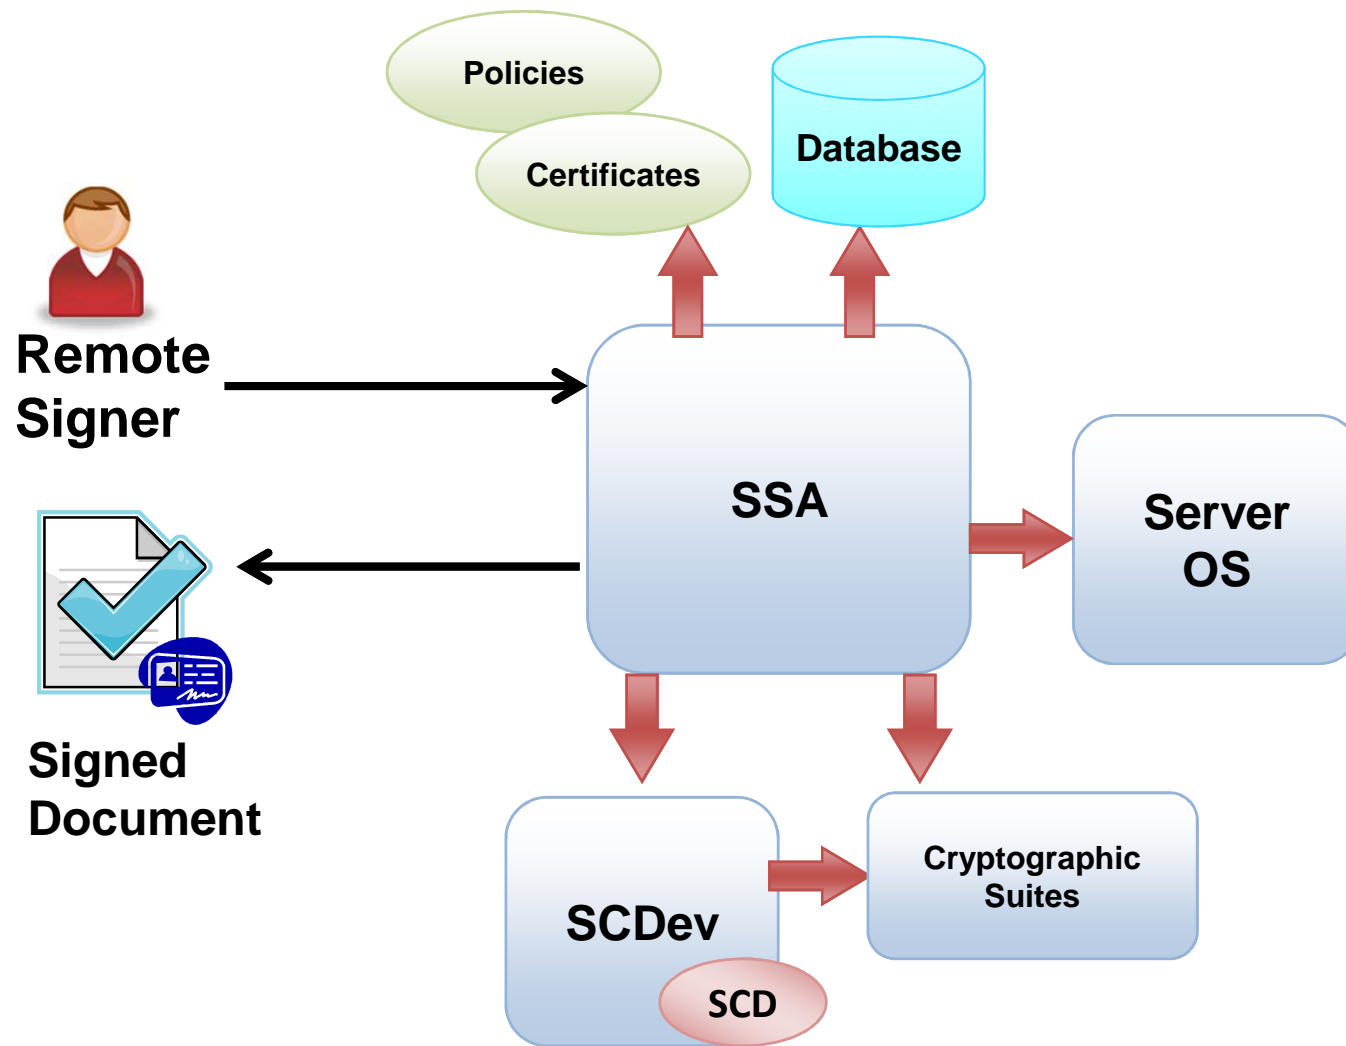 Policies
Certificates
Database
Remote
Signer
SSA
Server
OS
Signed
Document
SCDev
SCD
Cryptographic
Suites